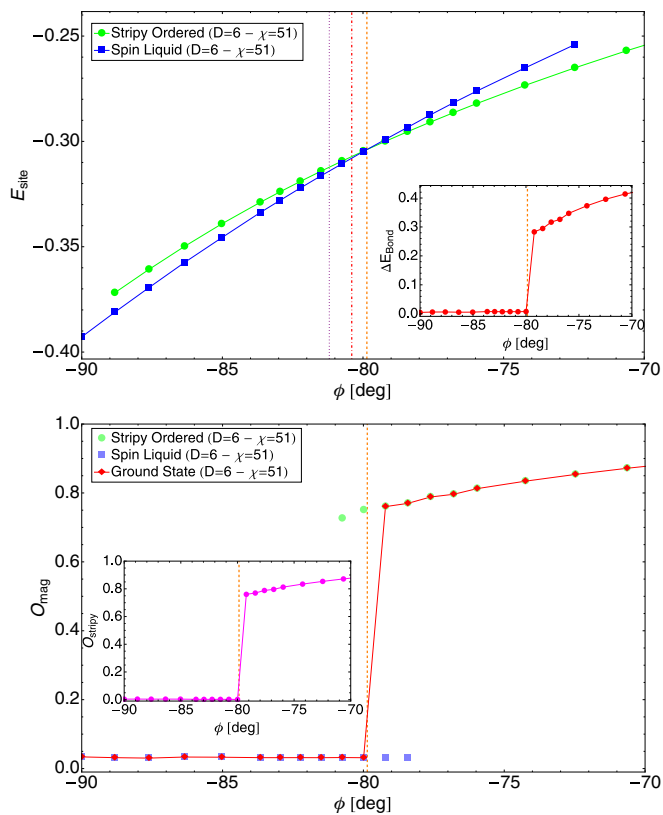 −0.25
−0.30
−0.35
−0.40
E_site
Stripy Ordered (D=6 − χ=51)
Spin Liquid (D=6 − χ=51)
0.4
0.3
0.2
0.1
0.0
ΔE_Bond
−90 −85 −80 −75 −70
ϕ [deg]
−90 −85 −80 −75 −70
ϕ [deg]
1.0
0.8
0.6
0.4
0.2
0.0
O_mag
Stripy Ordered (D=6 − χ=51)
Spin Liquid (D=6 − χ=51)
Ground State (D=6 − χ=51)
1.0
0.8
0.6
0.4
0.2
0.0
O_stripy
−90 −85 −80 −75 −70
ϕ [deg]
−90 −85 −80 −75 −70
ϕ [deg]